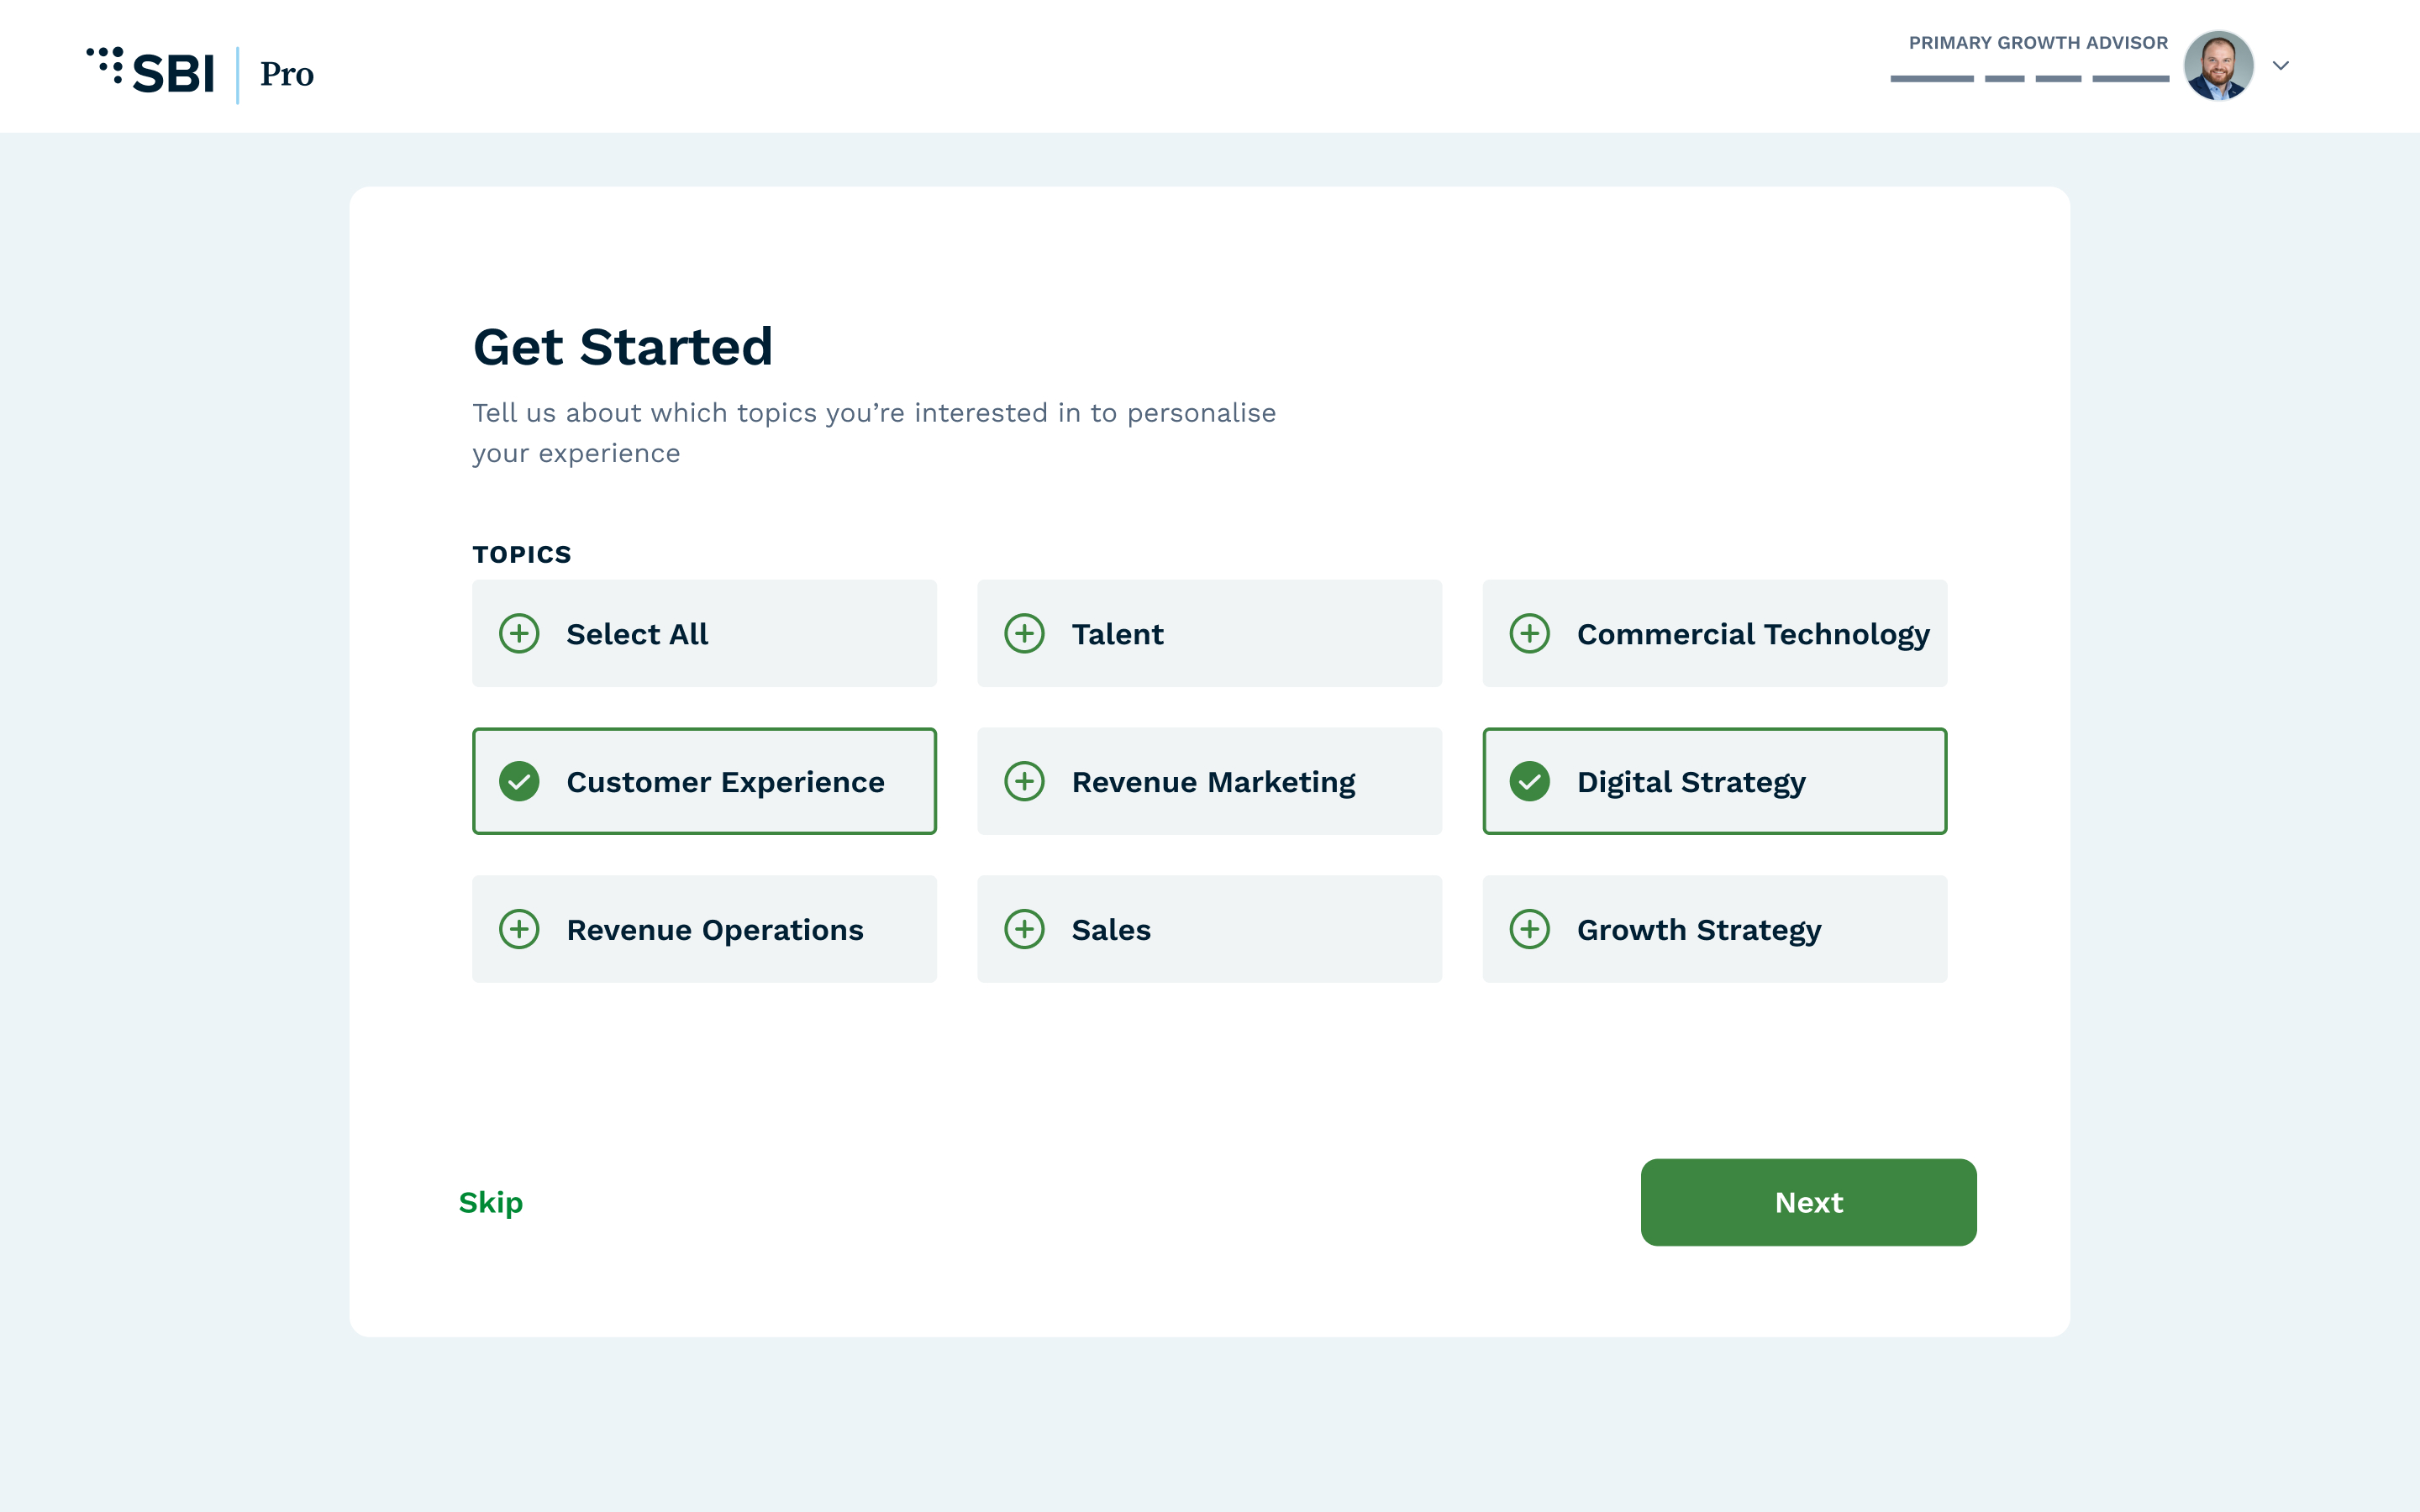 SBI
Pro
PRIMARY GROWTH ADVISOR
Get Started
Tell us about which topics you’re interested in to personalise
your experience
TOPICS
Select All
Talent
Commercial Technology
Customer Experience
Revenue Marketing
Digital Strategy
Revenue Operations
Sales
Growth Strategy
Skip
Next